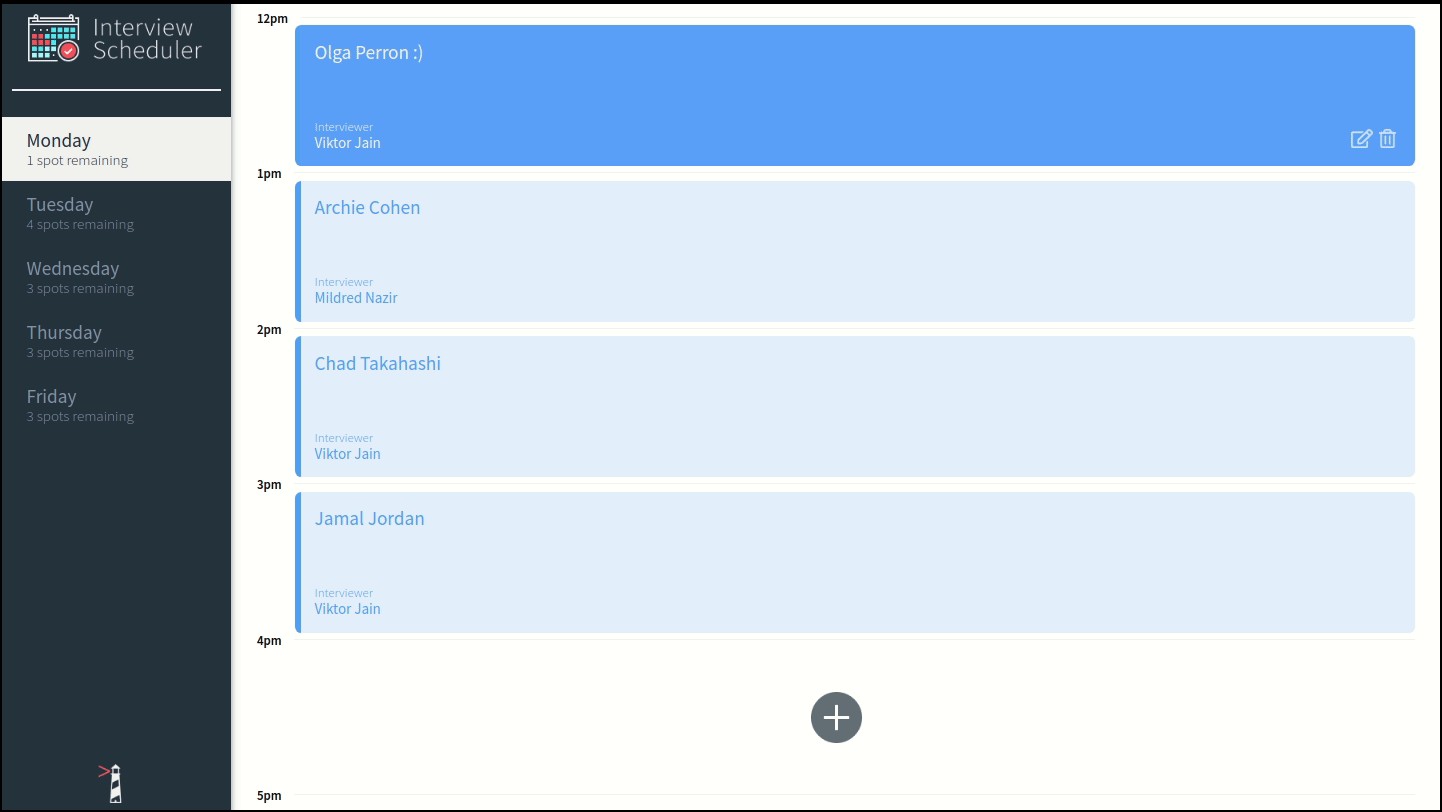 Interview
Scheduler
Monday
1 spot remaining
Tuesday
4 spots remaining
Wednesday
3 spots remaining
Thursday
3 spots remaining
Friday
3 spots remaining
12pm
Olga Perron :)
Interviewer
Viktor Jain
1pm
Archie Cohen
Interviewer
Mildred Nazir
2pm
Chad Takahashi
Interviewer
Viktor Jain
3pm
Jamal Jordan
Interviewer
Viktor Jain
4pm
5pm